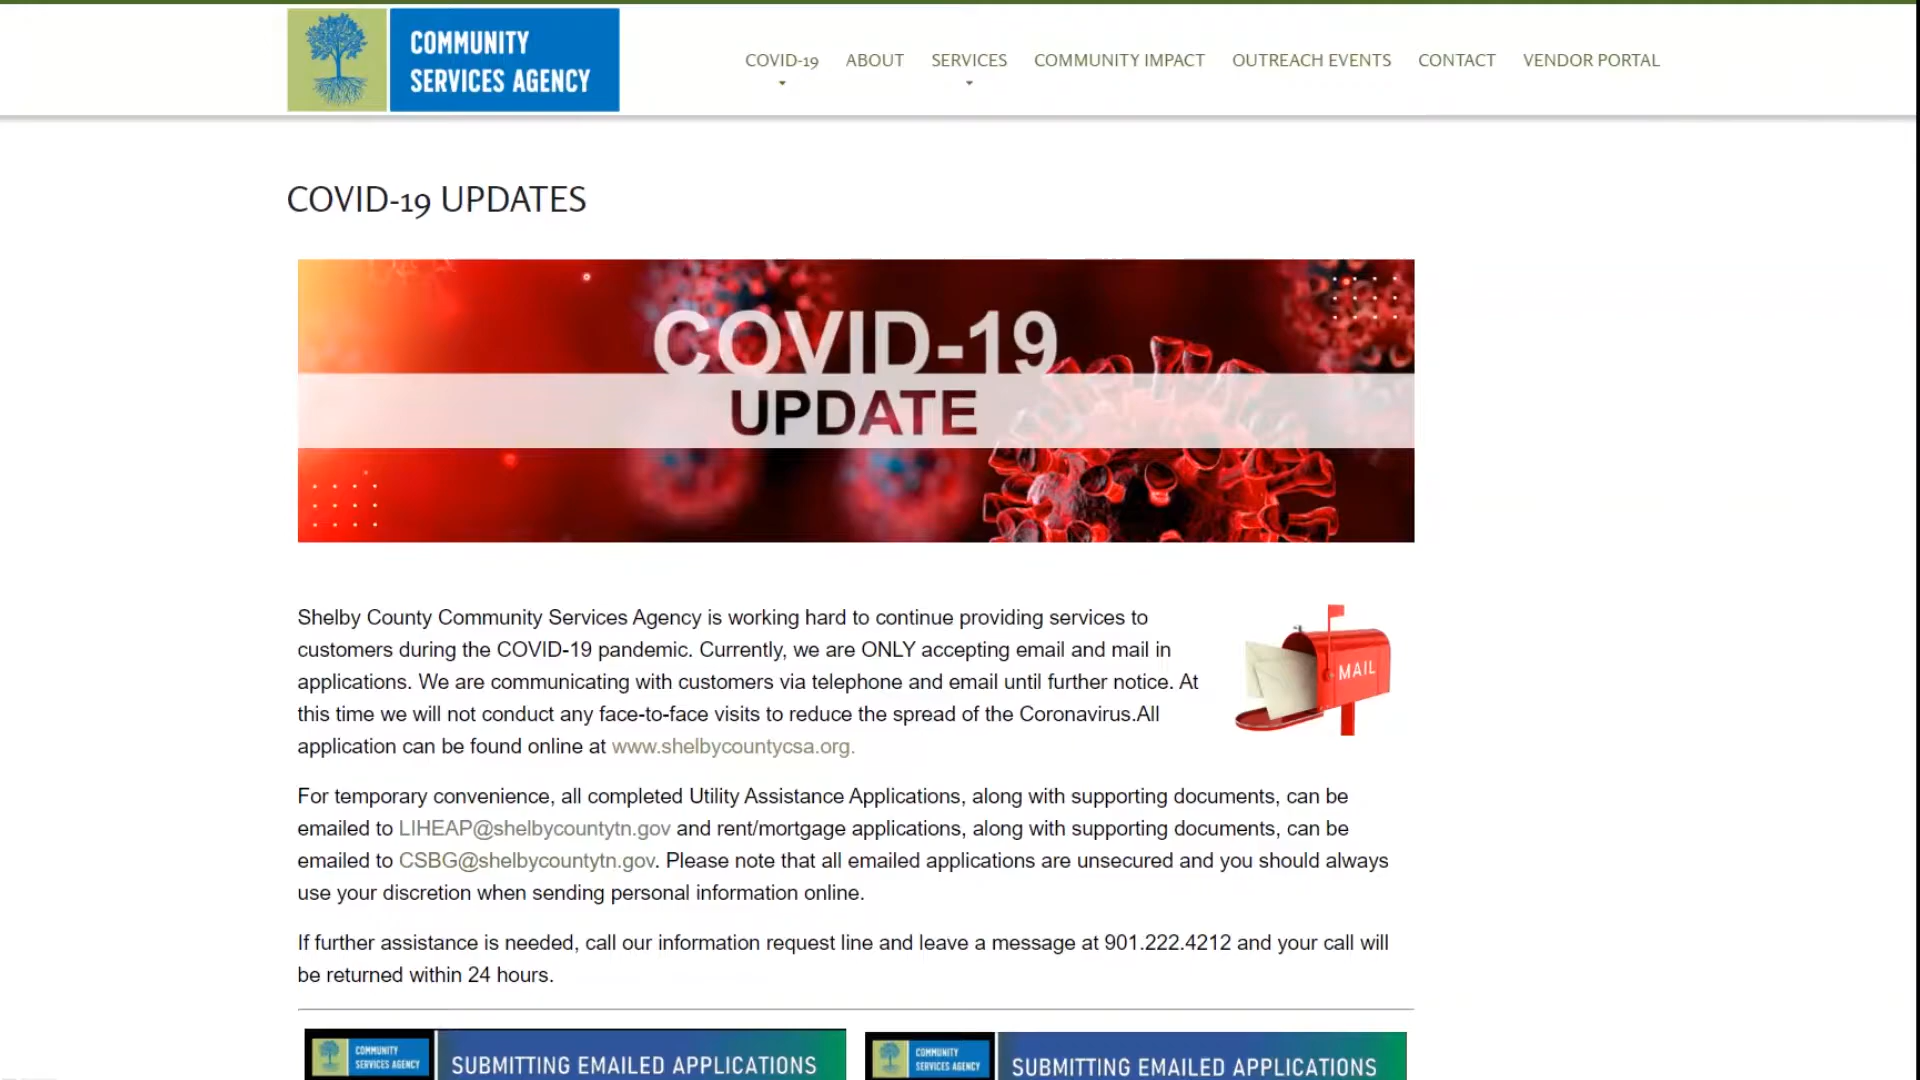 COMMUNITY
SERVICES AGENCY
COVID-19 ABOUT SERVICES COMMUNITY IMPACT OUTREACH EVENTS CONTACT VENDOR PORTAL
COVID-19 UPDATES
COVID-19
UPDATE
Shelby County Community Services Agency is working hard to continue providing services to
customers during the COVID-19 pandemic. Currently, we are ONLY accepting email and mail in
applications. We are communicating with customers via telephone and email until further notice. At
this time we will not conduct any face-to-face visits to reduce the spread of the Coronavirus.All
application can be found online at www.shelbycountycsa.org.
MAIL
For temporary convenience, all completed Utility Assistance Applications, along with supporting documents, can be
emailed to LIHEAP@shelbycountytn.gov and rent/mortgage applications, along with supporting documents, can be
emailed to CSBG@shelbycountytn.gov. Please note that all emailed applications are unsecured and you should always
use your discretion when sending personal information online.
If further assistance is needed, call our information request line and leave a message at 901.222.4212 and your call will
be returned within 24 hours.
COMMUNITY
SERVICES AGENCY
SUBMITTING EMAILED APPLICATIONS
COMMUNITY
SERVICES AGENCY
SUBMITTING EMAILED APPLICATIONS